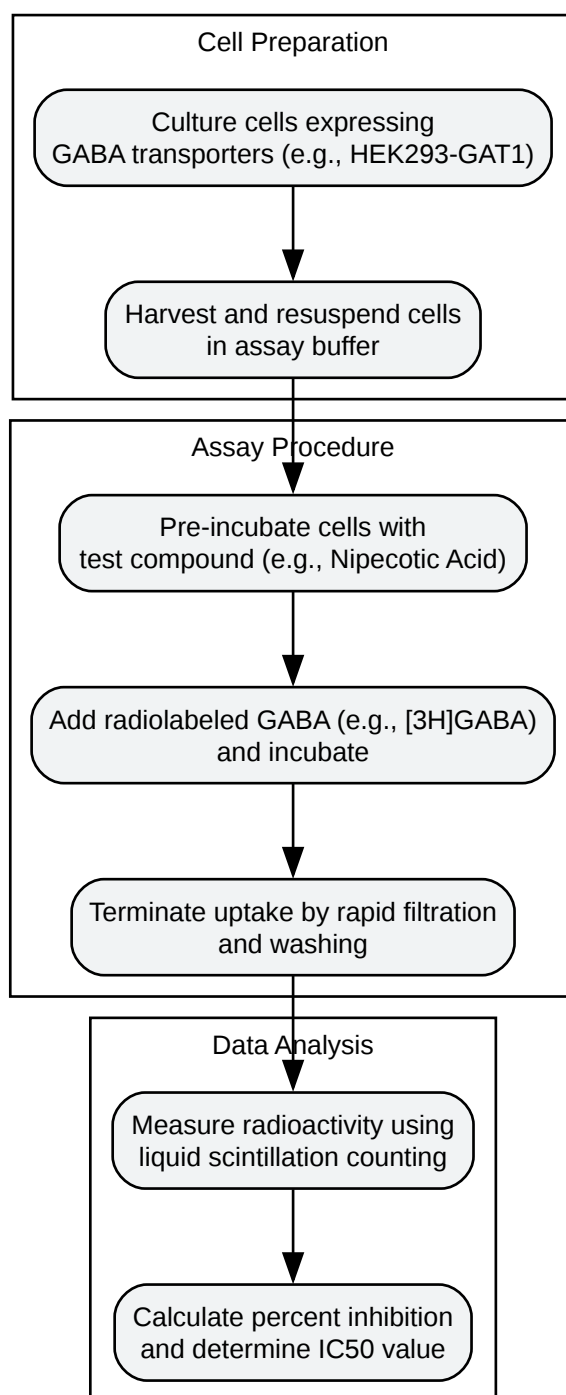 Cell Preparation
Culture cells expressing
GABA transporters (e.g., HEK293-GAT1)
Harvest and resuspend cells
in assay buffer
Assay Procedure
Pre-incubate cells with
test compound (e.g., Nipecotic Acid)
Add radiolabeled GABA (e.g., [3H]GABA)
and incubate
Terminate uptake by rapid filtration
and washing
Data Analysis
Measure radioactivity using
liquid scintillation counting
Calculate percent inhibition
and determine IC50 value